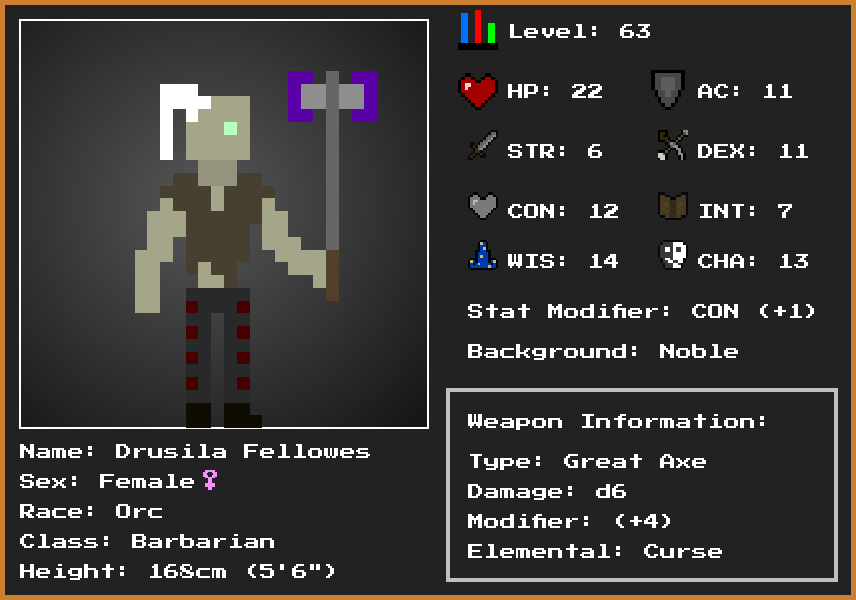 Level: 63
HP: 22 AC: 11
STR: 6 DEX: 11
CON: 12 INT: 7
WIS: 14 CHA: 13
Stat Modifier: CON (+1)
Background: Noble
Weapon Information:
Type: Great Axe
Damage: d6
Modifier: (+4)
Elemental: Curse
Name: Drusila Fellowes
Sex: Female♀
Race: Orc
Class: Barbarian
Height: 168cm (5'6")